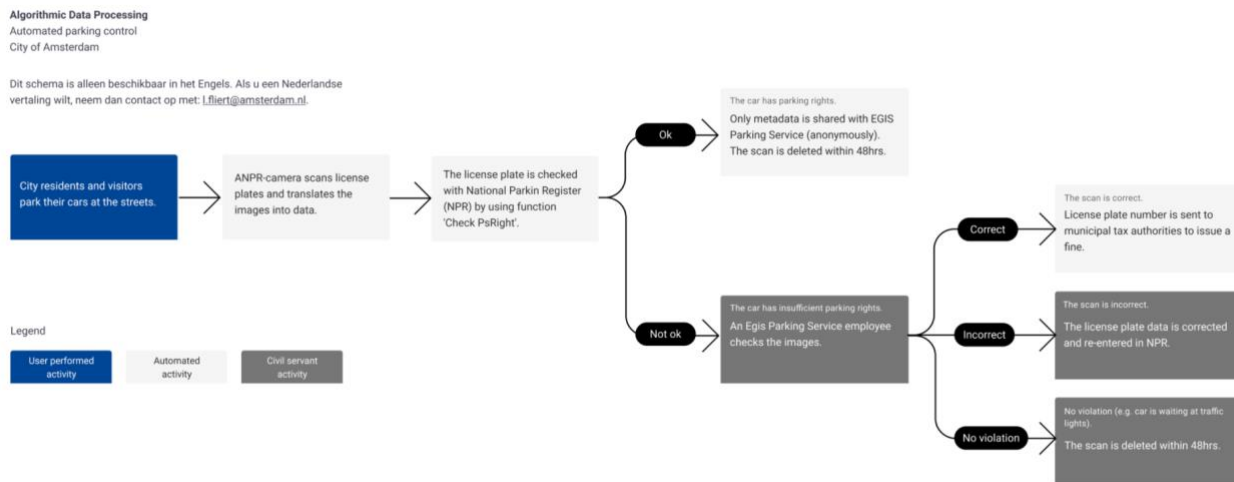 Algorithmic Data Processing
Automated parking control
City of Amsterdam
Dit schema is alleen beschikbaar in het Engels. Als u een Nederlandse
vertaling wilt, neem dan contact op met: l.fliert@amsterdam.nl.
City residents and visitors
park their cars at the streets.
ANPR-camera scans license
plates and translates the
images into data.
The license plate is checked
with National Parkin Register
(NPR) by using function
'Check PsRight'.
Ok
The car has parking rights.
Only metadata is shared with EGIS
Parking Service (anonymously).
The scan is deleted within 48hrs.
Not ok
The car has insufficient parking rights.
An Egis Parking Service employee
checks the images.
Correct
The scan is correct.
License plate number is sent to
municipal tax authorities to issue a
fine.
Incorrect
The scan is incorrect.
The license plate data is corrected
and re-entered in NPR.
No violation
No violation (e.g. car is waiting at traffic
lights).
The scan is deleted within 48hrs.
Legend
User performed
activity
Automated
activity
Civil servant
activity